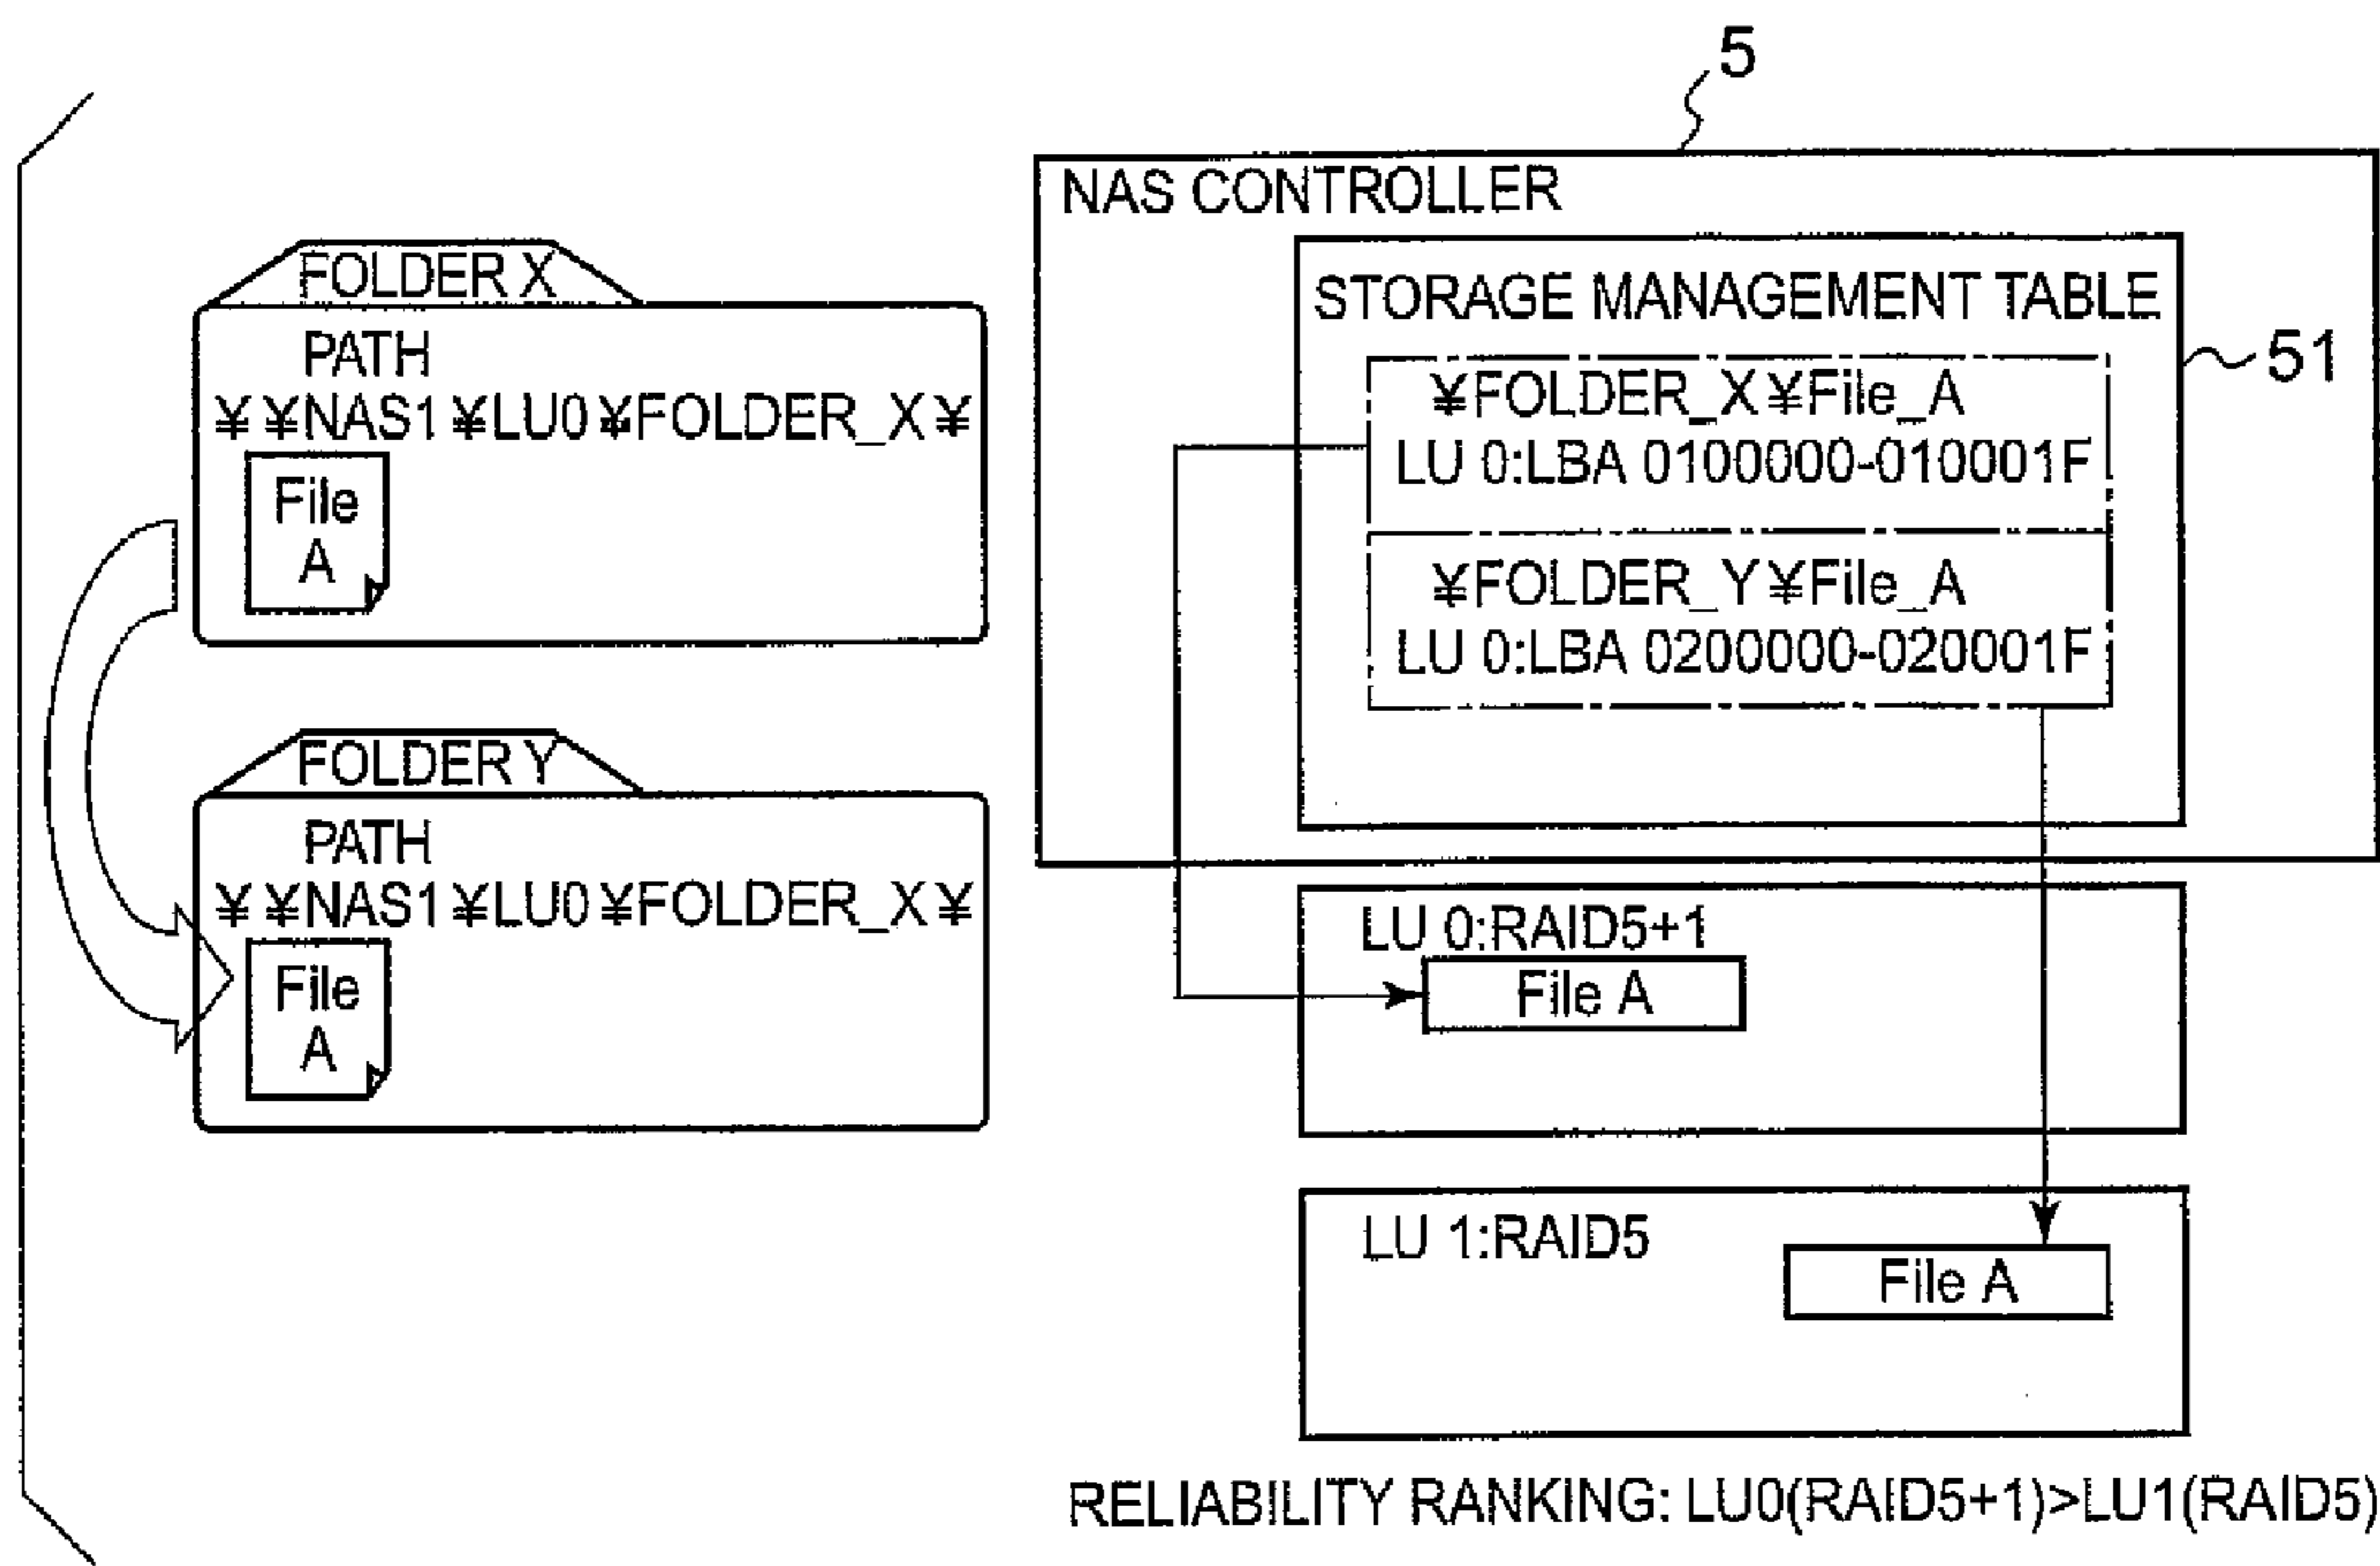 5
NAS CONTROLLER
STORAGE MANAGEMENT TABLE
51
¥FOLDER_X¥File_A
LU 0:LBA 0100000-010001F
¥FOLDER_Y¥File_A
LU 0:LBA 0200000-020001F
FOLDER X
PATH
¥ ¥NAS1 ¥LU0 ¥FOLDER_X ¥
File
A
FOLDER Y
PATH
¥ ¥NAS1 ¥LU0 ¥FOLDER_X ¥
File
A
LU 0:RAID5+1
File A
LU 1:RAID5
File A
RELIABILITY RANKING: LU0(RAID5+1)>LU1(RAID5)